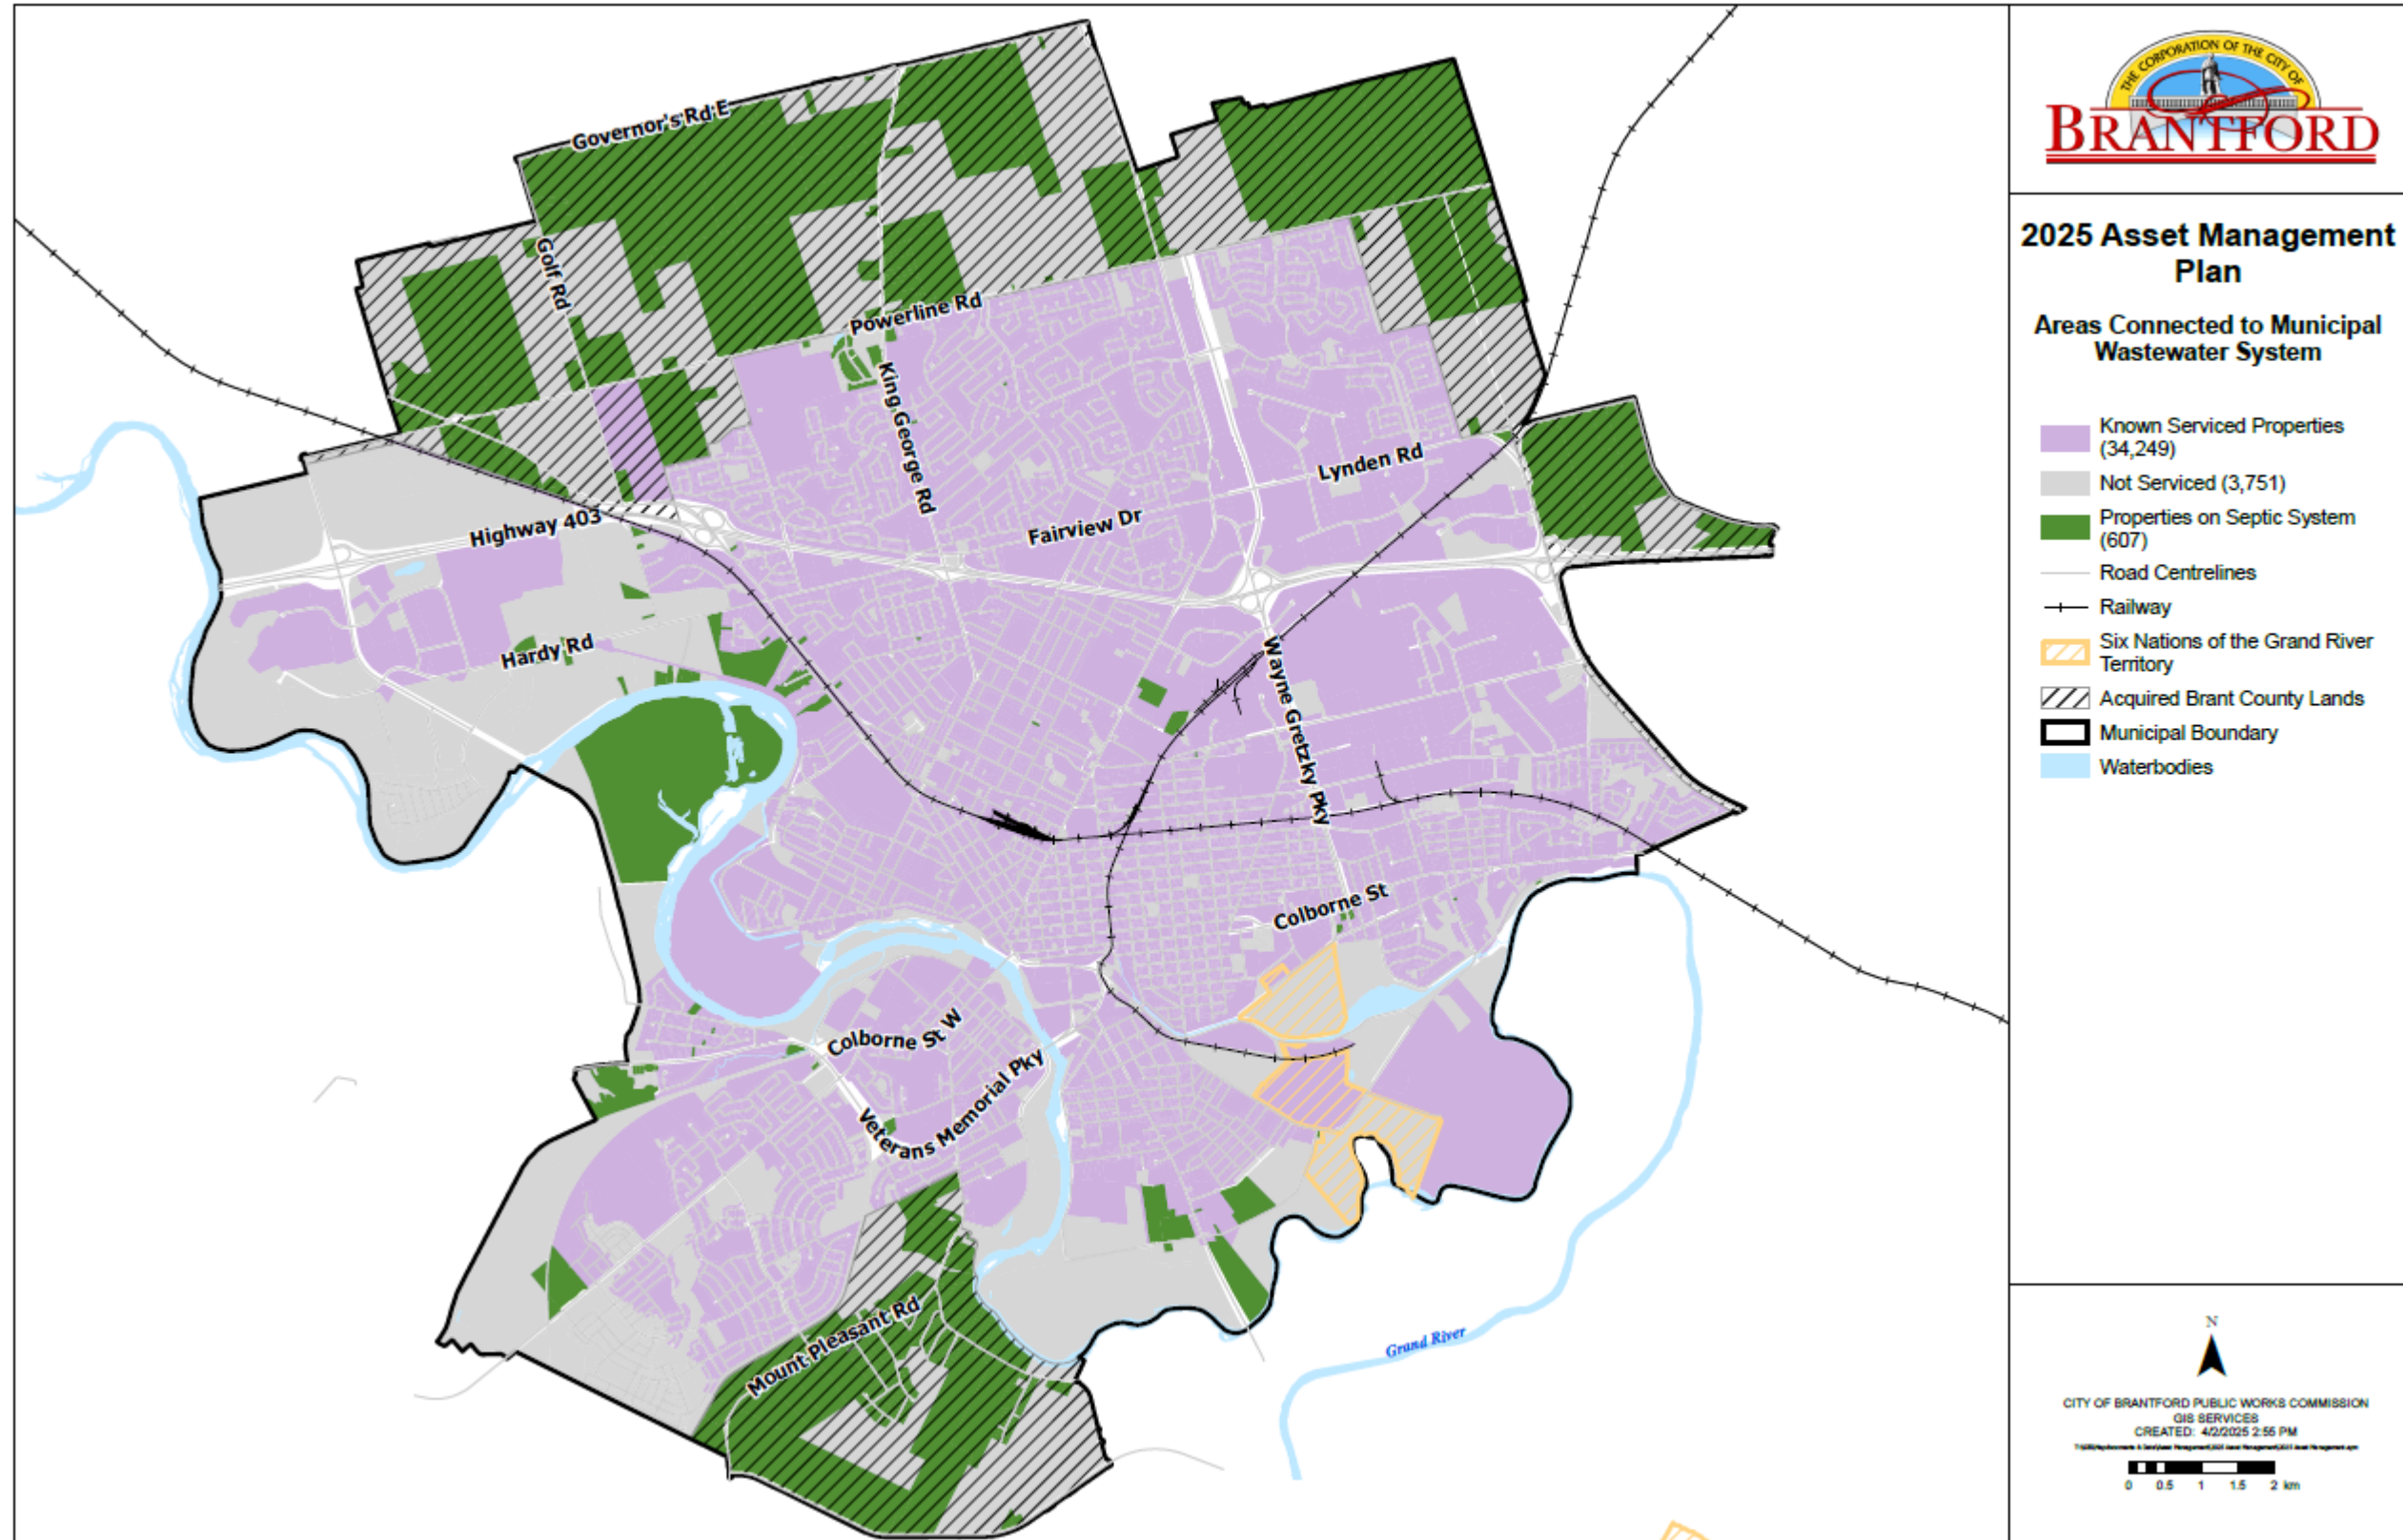 THE CORPORATION OF THE CITY OF
BRANTFORD
2025 Asset Management
Plan
Areas Connected to Municipal
Wastewater System
Known Serviced Properties
(34,249)
Not Serviced (3,751)
Properties on Septic System
(607)
Road Centrelines
Railway
Six Nations of the Grand River
Territory
Acquired Brant County Lands
Municipal Boundary
Waterbodies
Governor's Rd E
Golf Rd
Powerline Rd
King George Rd
Lynden Rd
Fairview Dr
Highway 403
Hardy Rd
Wayne Gretzky Pky
Colborne St
Colborne St W
Veterans Memorial Pky
Mount Pleasant Rd
Grand River
N
CITY OF BRANTFORD PUBLIC WORKS COMMISSION
GIS SERVICES
CREATED: 4/2/2025 2:55 PM
0 0.5 1 1.5 2 km